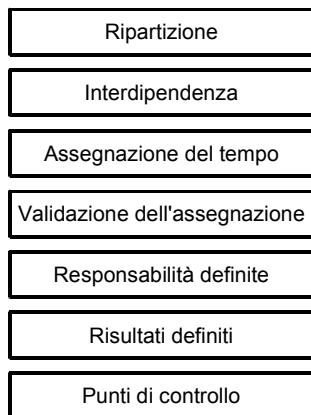 Ripartizione
Interdipendenza
Assegnazione del tempo
Validazione dell'assegnazione
Responsabilità definite
Risultati definiti
Punti di controllo